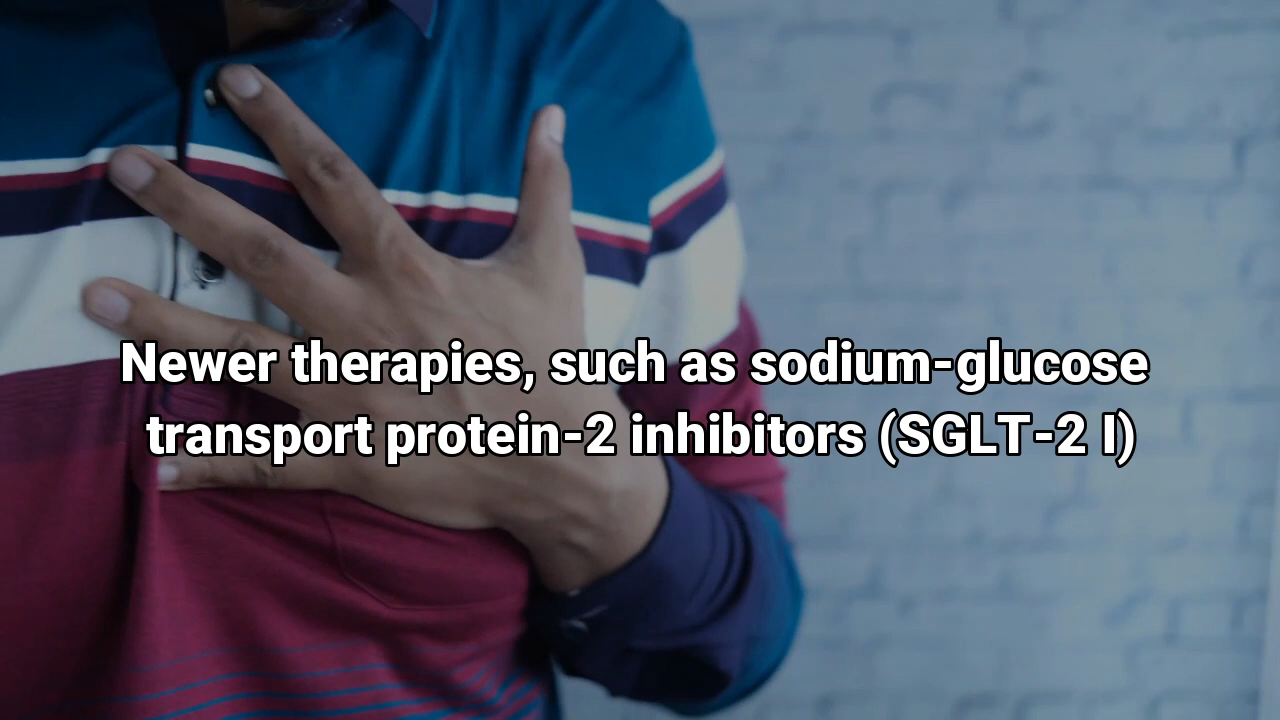 Newer therapies, such as sodium-glucose
transport protein-2 inhibitors (SGLT-2 I)